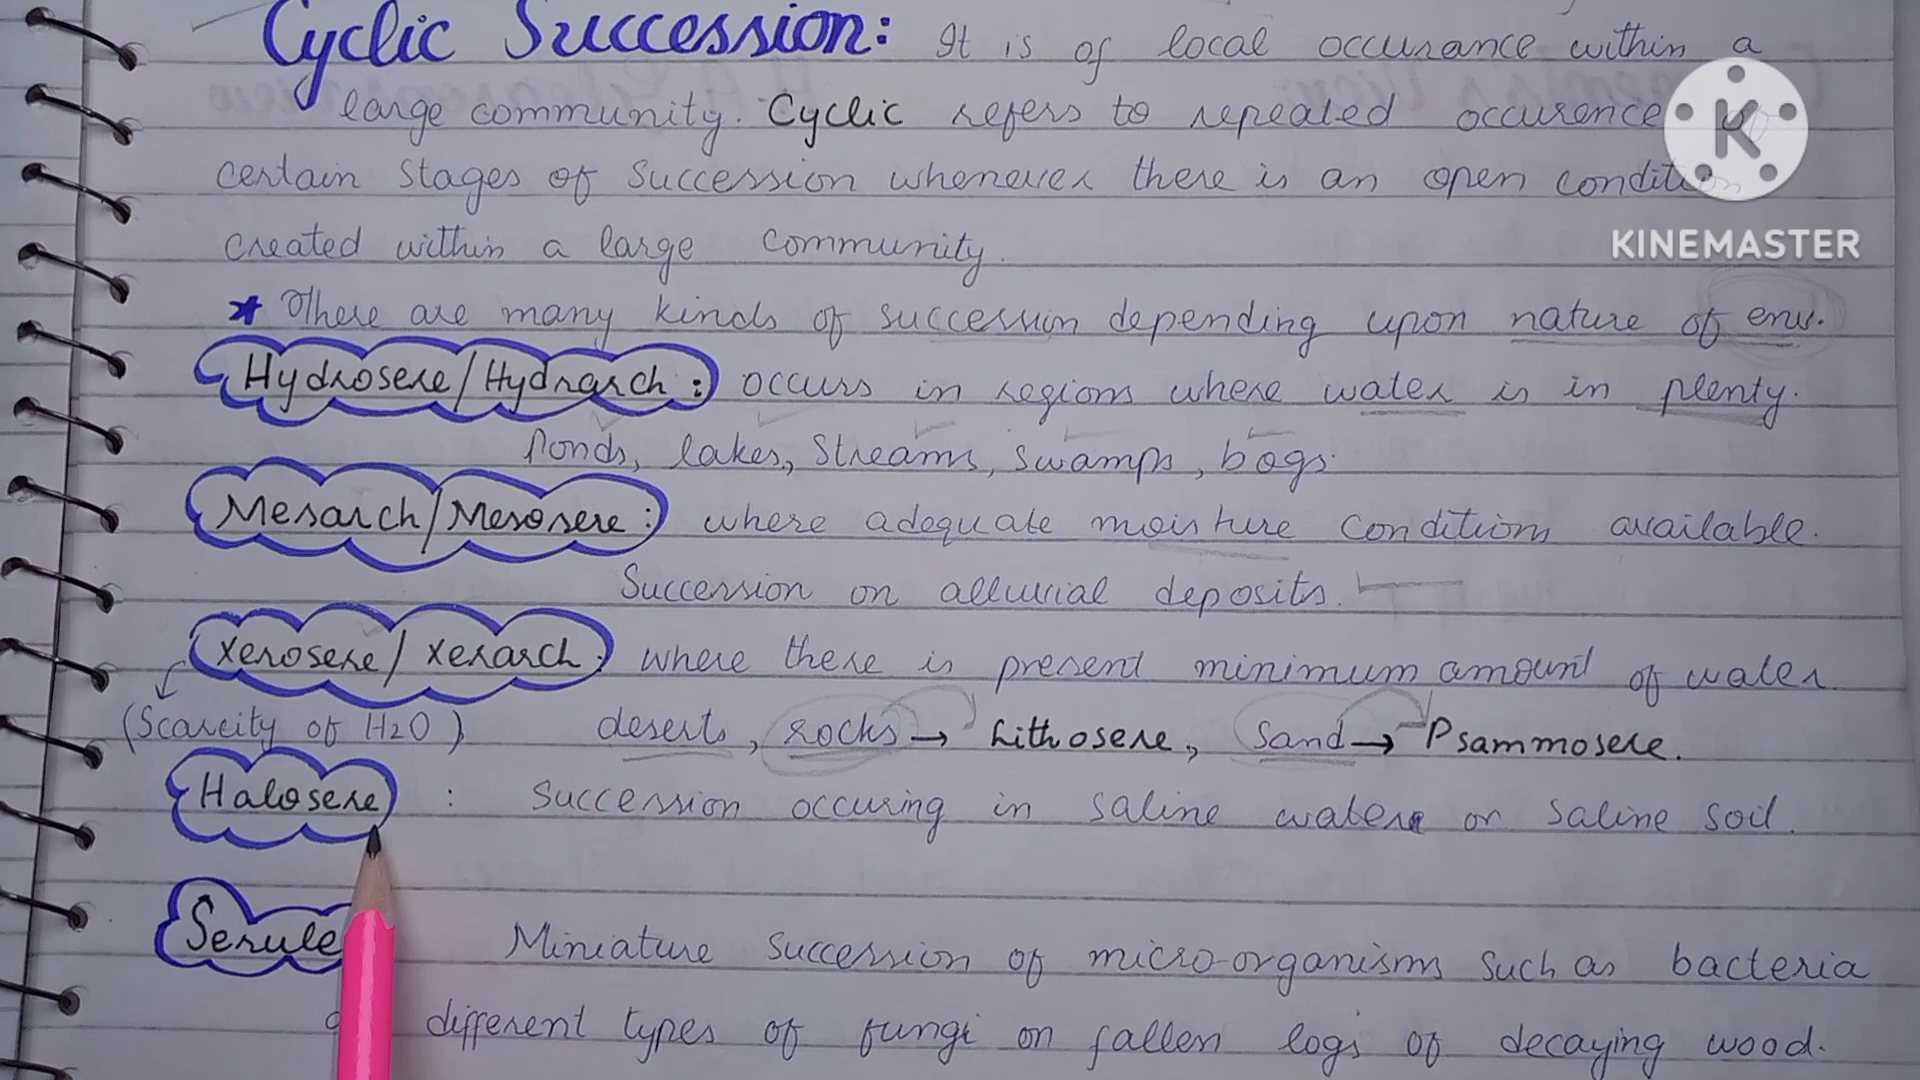 Cyclic Succession: It is of local occurance within a
large community. Cyclic refers to repeated occurence
certain stages of succession whenever there is an open condition
created within a large community.
* There are many kinds of succession depending upon nature of env.
Hydrosere/Hydrarch: occurs in regions where water is in plenty.
Ponds, lakes, Streams, swamps, bogs.
Mesarch/Mesosere: where adequate moisture conditions available.
Succession on alluvial deposits.
Xerosere/Xerarch: where there is present minimum amount of water.
(Scarcity of H2O) deserts, rocks → Lithosere, Sand → Psammosere.
Halosere : Succession occuring in saline water or saline soil.
Serule Miniature succession of micro-organisms such as bacteria
different types of fungi on fallen logs of decaying wood.
K
KINEMASTER